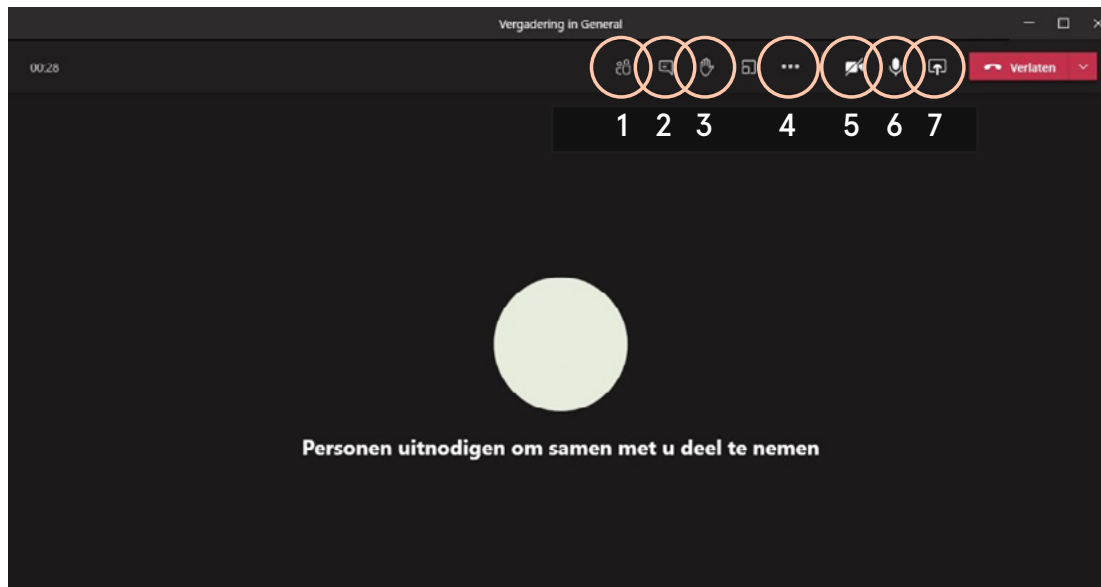 Vergadering in General
00:28
Verlaten
1 2 3 4 5 6 7
Personen uitnodigen om samen met u deel te nemen